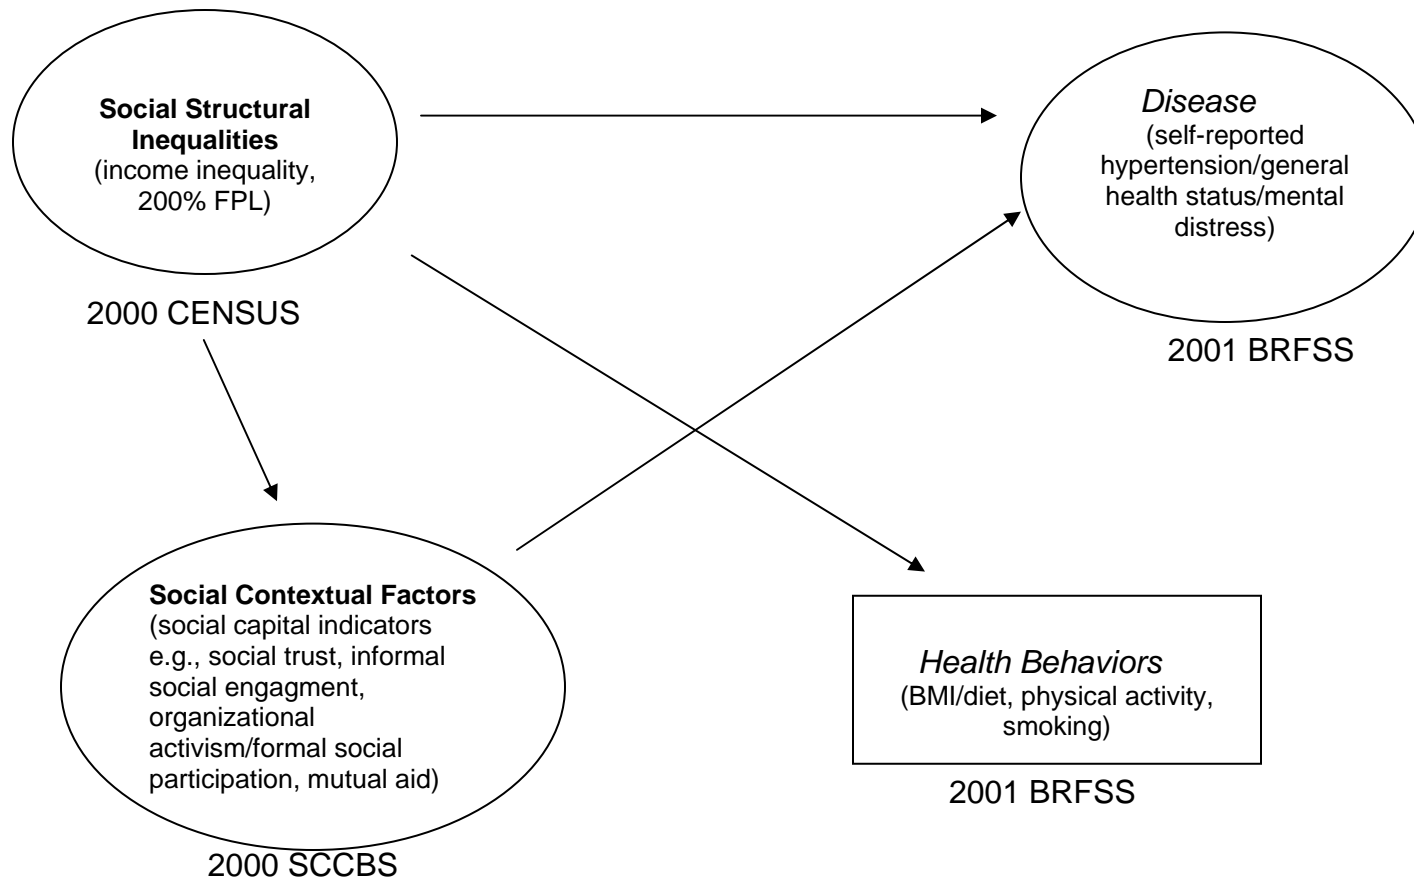 Social Structural
Inequalities
(income inequality,
200% FPL)
2000 CENSUS
Disease
(self-reported
hypertension/general
health status/mental
distress)
2001 BRFSS
Social Contextual Factors
(social capital indicators
e.g., social trust, informal
social engagment,
organizational
activism/formal social
participation, mutual aid)
2000 SCCBS
Health Behaviors
(BMI/diet, physical activity,
smoking)
2001 BRFSS